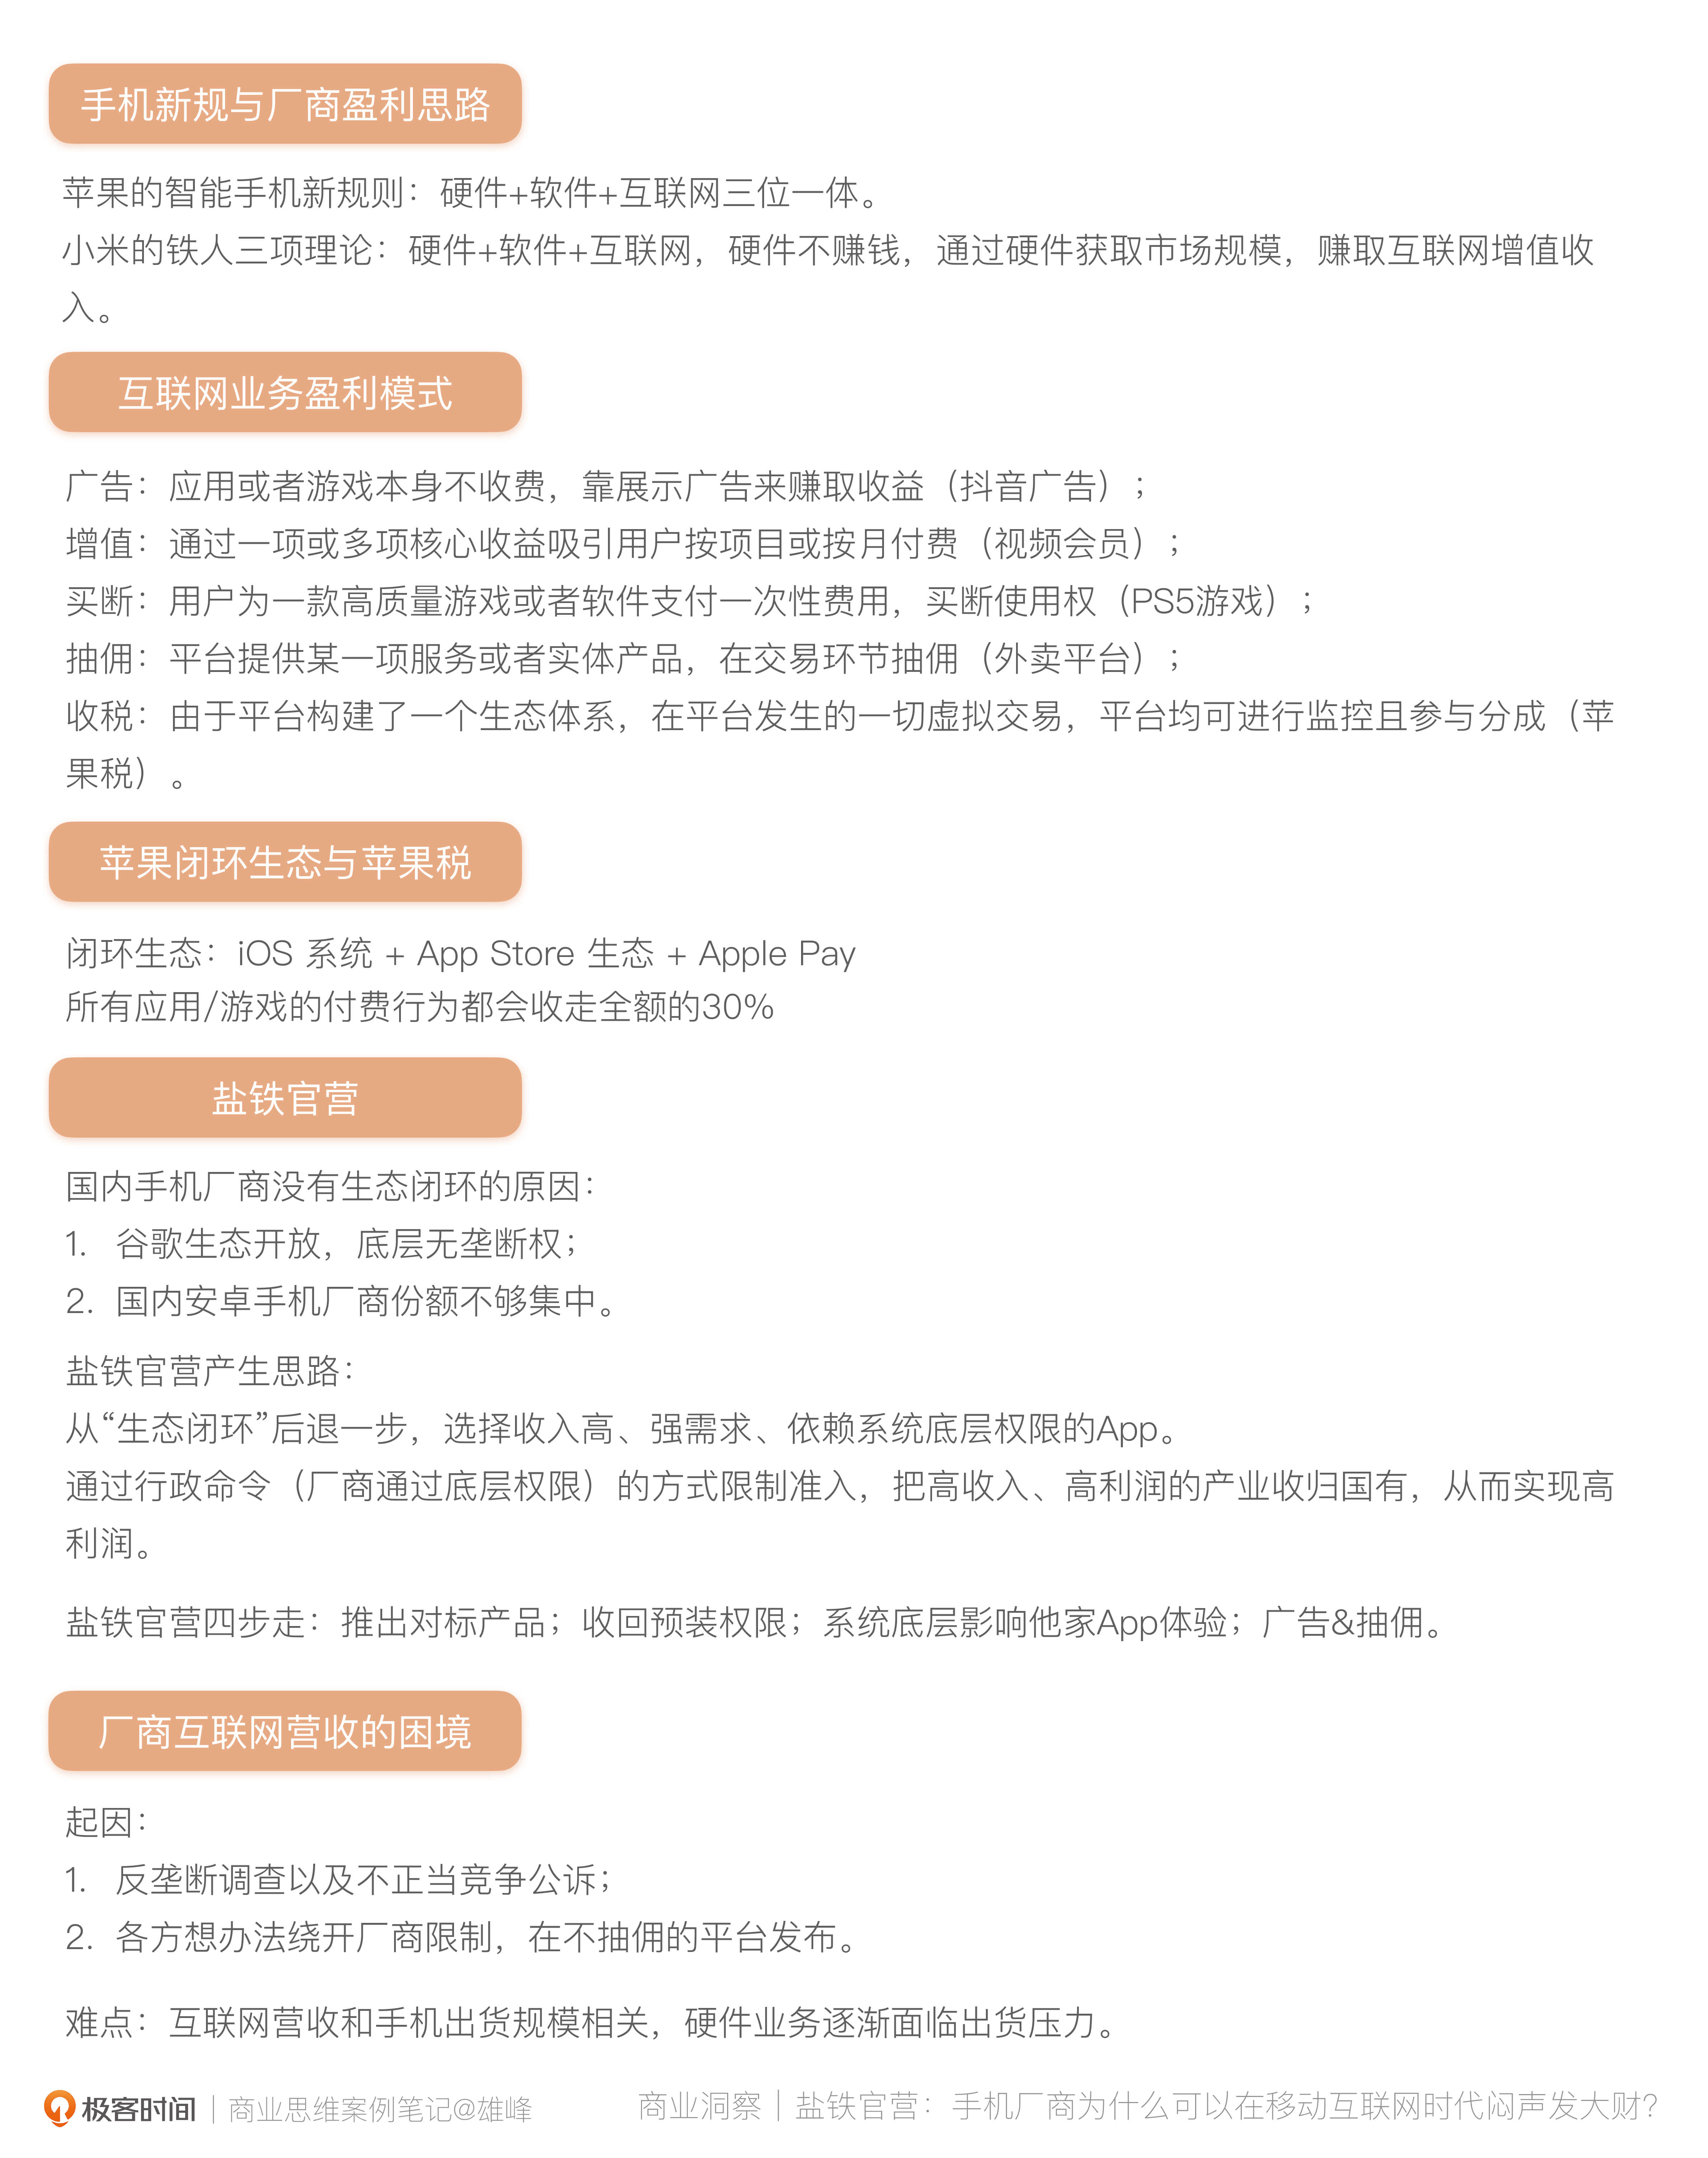 手机新规与厂商盈利思路
苹果的智能手机新规则：硬件+软件+互联网三位一体。
小米的铁人三项理论：硬件+软件+互联网，硬件不赚钱，通过硬件获取市场规模，赚取互联网增值收
入。
互联网业务盈利模式
广告：应用或者游戏本身不收费，靠展示广告来赚取收益（抖音广告）；
增值：通过一项或多项核心收益吸引用户按项目或按月付费（视频会员）；
买断：用户为一款高质量游戏或者软件支付一次性费用，买断使用权（PS5游戏）；
抽佣：平台提供某一项服务或者实体产品，在交易环节抽佣（外卖平台）；
收税：由于平台构建了一个生态体系，在平台发生的一切虚拟交易，平台均可进行监控且参与分成（苹
果税）。
苹果闭环生态与苹果税
闭环生态：iOS 系统 + App Store 生态 + Apple Pay
所有应用/游戏的付费行为都会收走全额的30%
盐铁官营
国内手机厂商没有生态闭环的原因：
1. 谷歌生态开放，底层无垄断权；
2. 国内安卓手机厂商份额不够集中。
盐铁官营产生思路：
从“生态闭环”后退一步，选择收入高、强需求、依赖系统底层权限的App。
通过行政命令（厂商通过底层权限）的方式限制准入，把高收入、高利润的产业收归国有，从而实现高
利润。
盐铁官营四步走：推出对标产品；收回预装权限；系统底层影响他家App体验；广告&抽佣。
厂商互联网营收的困境
起因：
1. 反垄断调查以及不正当竞争公诉；
2. 各方想办法绕开厂商限制，在不抽佣的平台发布。
难点：互联网营收和手机出货规模相关，硬件业务逐渐面临出货压力。
极客时间｜商业思维案例笔记@雄峰
商业洞察｜盐铁官营：手机厂商为什么可以在移动互联网时代闷声发大财？